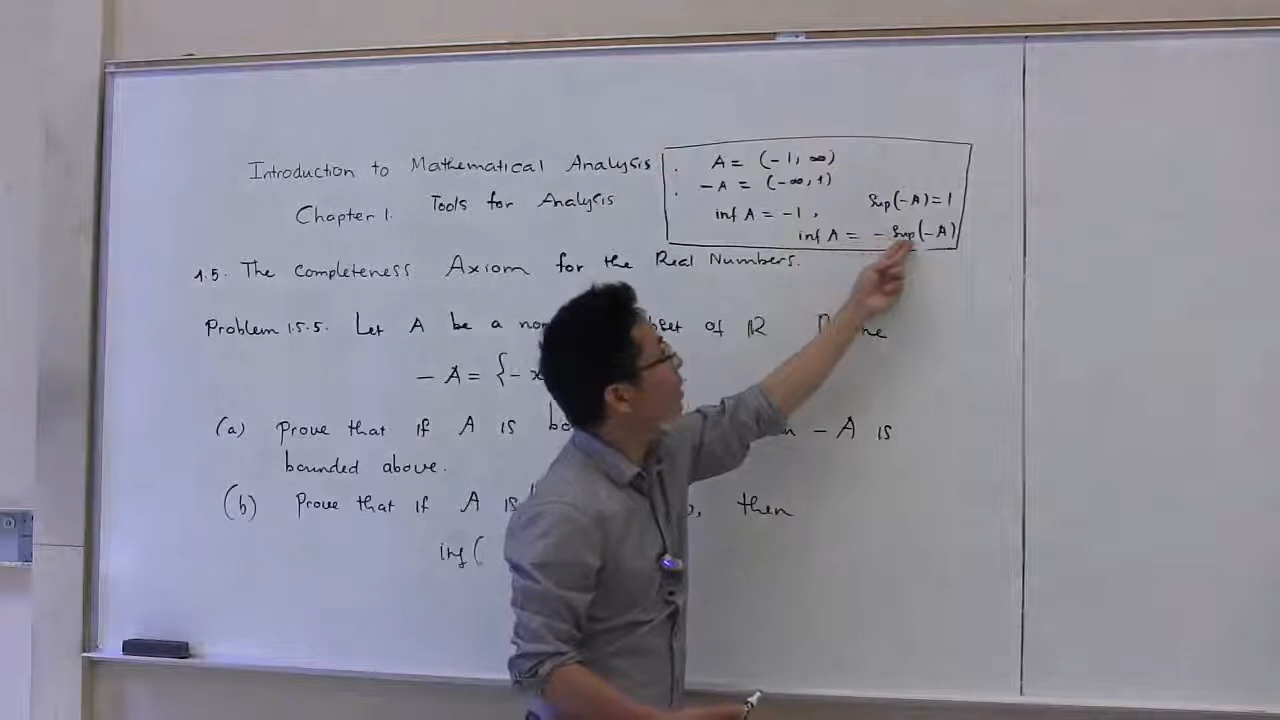 Introduction to Mathematical Analysis
Chapter 1. Tools for Analysis
. A = (-1, ∞)
. -A = (-∞, 1)
inf A = -1, Sup(-A) = 1
inf A = - Sup(-A)
1.5. The completeness Axiom for the Real Numbers.
Problem 1.5.5. Let A be a of ℝ
- A = {- x
(a) Prove that if A is - A is
bounded above.
(b) Prove that if A is then
inf (